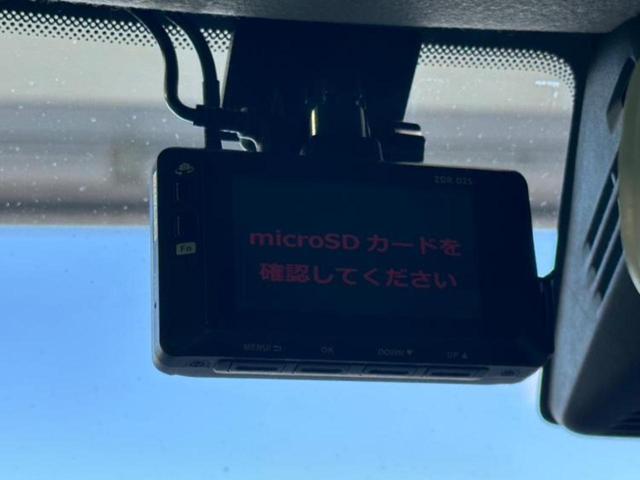 ZDR 025
Fn
microSD カードを
確認してください
MENU/⮌ OK DOWN▼ UP▲